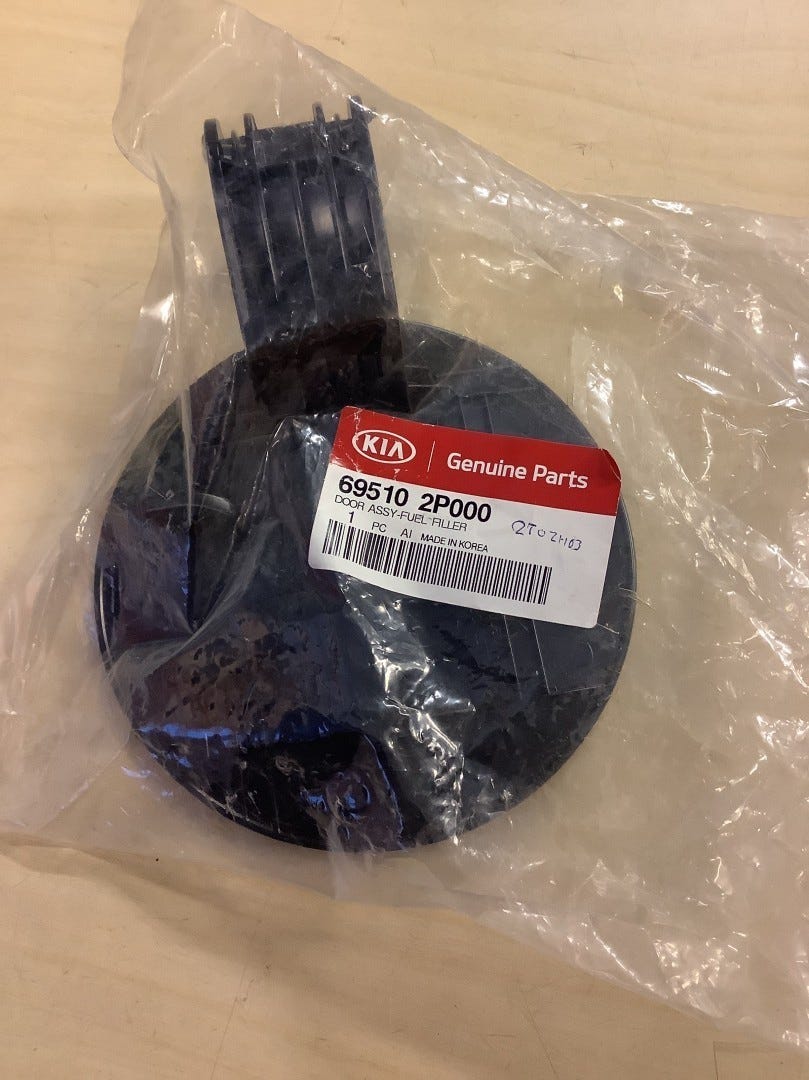 KIA Genuine Parts
69510 2P000
DOOR ASSY-FUEL FILLER
1 PC AI MADE IN KOREA